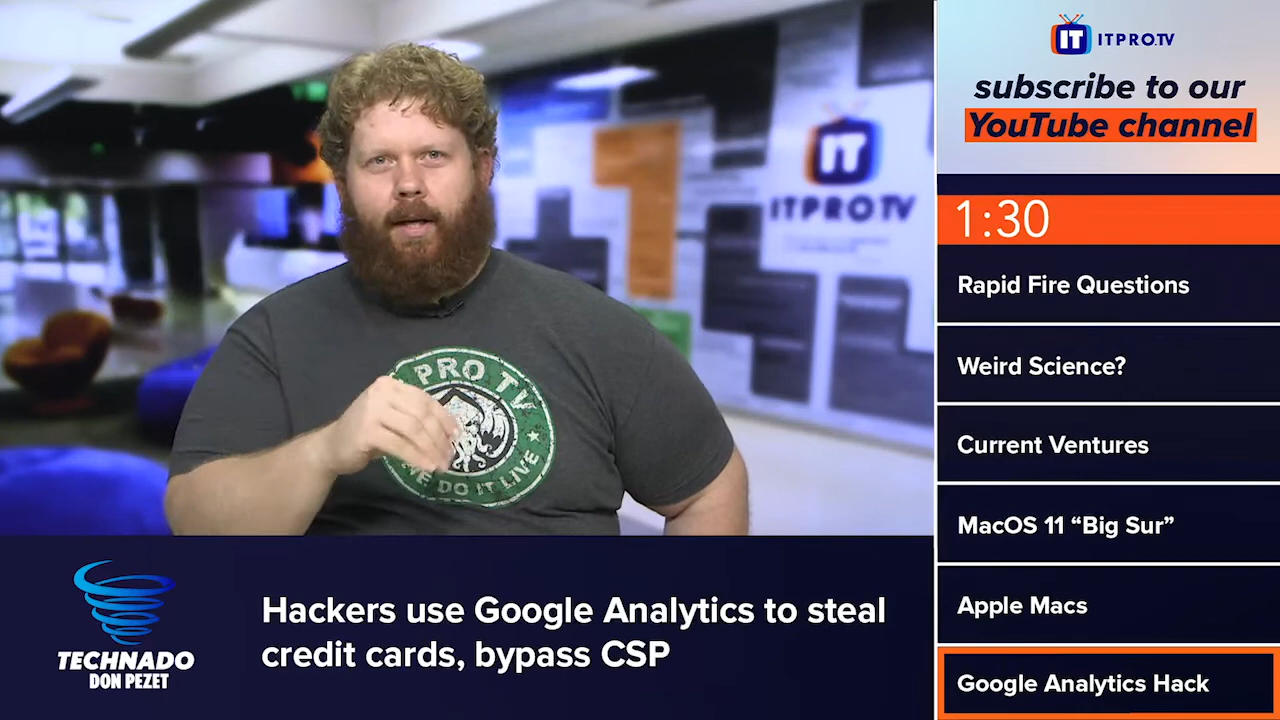 IT
ITPRO.TV
PRO TV
WE DO IT LIVE
TECHNADO
DON PEZET
Hackers use Google Analytics to steal
credit cards, bypass CSP
IT ITPRO.TV
subscribe to our
YouTube channel
1:30
Rapid Fire Questions
Weird Science?
Current Ventures
MacOS 11 “Big Sur”
Apple Macs
Google Analytics Hack